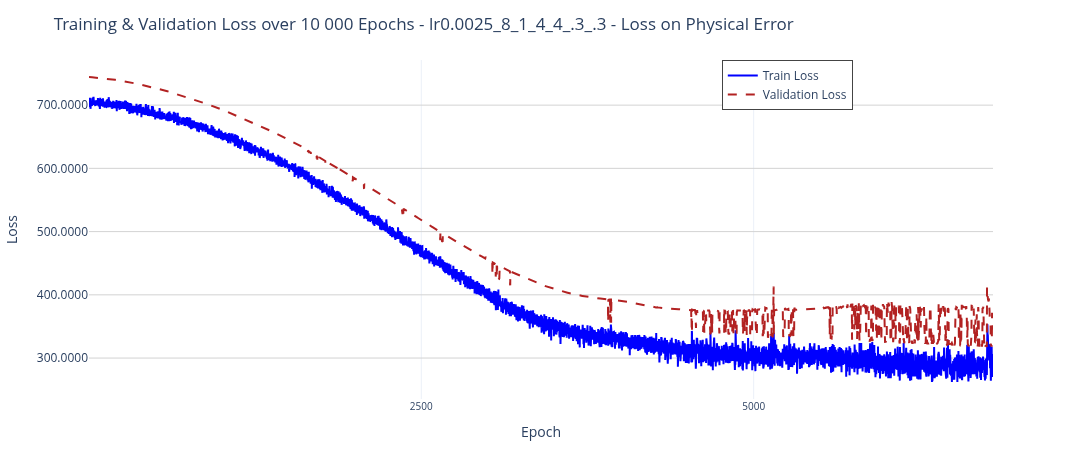 Training & Validation Loss over 10 000 Epochs - lr0.0025_8_1_4_4_.3_.3 - Loss on Physical Error
Train Loss
Validation Loss
700.0000
600.0000
500.0000
400.0000
300.0000
Loss
2500
5000
Epoch